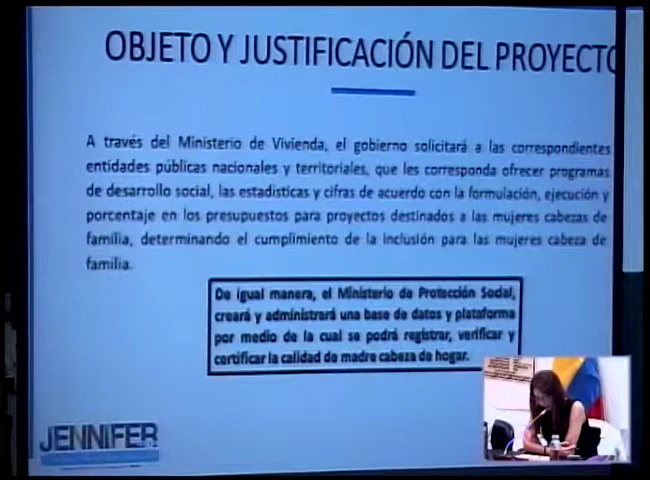 OBJETO Y JUSTIFICACIÓN DEL PROYECTO
A través del Ministerio de Vivienda, el gobierno solicitará a las correspondientes
entidades públicas nacionales y territoriales, que les corresponda ofrecer programas
de desarrollo social, las estadísticas y cifras de acuerdo con la formulación, ejecución y
porcentaje en los presupuestos para proyectos destinados a las mujeres cabezas de
familia, determinando el cumplimiento de la inclusión para las mujeres cabeza de
familia.
De igual manera, el Ministerio de Protección Social,
creará y administrará una base de datos y plataforma
por medio de la cual se podrá registrar, verificar y
certificar la calidad de madre cabeza de hogar.
JENNIFER